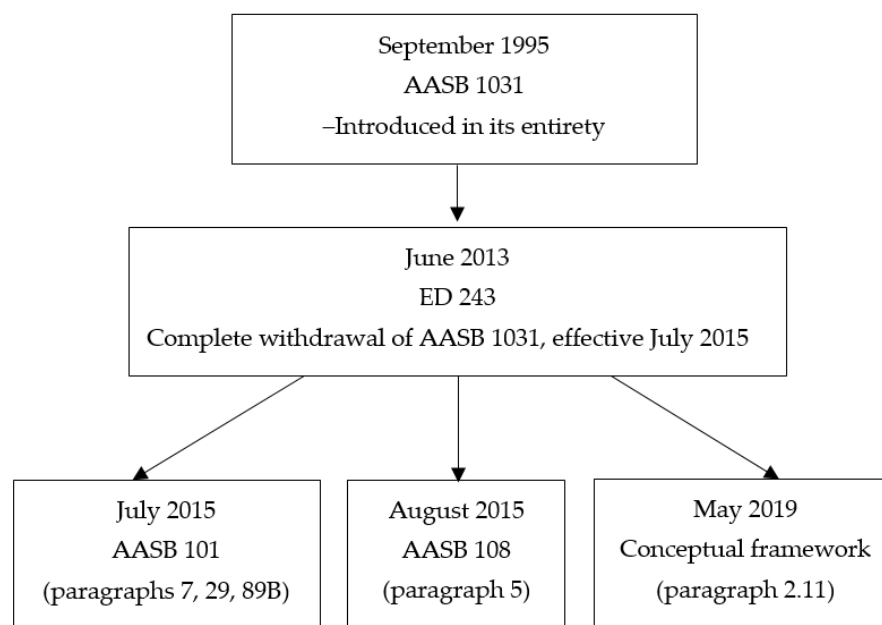 September 1995
AASB 1031
–Introduced in its entirety
June 2013
ED 243
Complete withdrawal of AASB 1031, effective July 2015
July 2015
AASB 101
(paragraphs 7, 29, 89B)
August 2015
AASB 108
(paragraph 5)
May 2019
Conceptual framework
(paragraph 2.11)